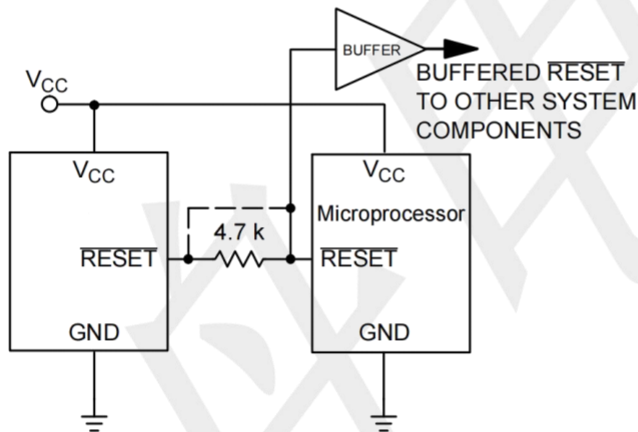 BUFFER
BUFFERED RESET
TO OTHER SYSTEM
COMPONENTS
VCC
VCC
RESET
GND
4.7 k
VCC
Microprocessor
RESET
GND